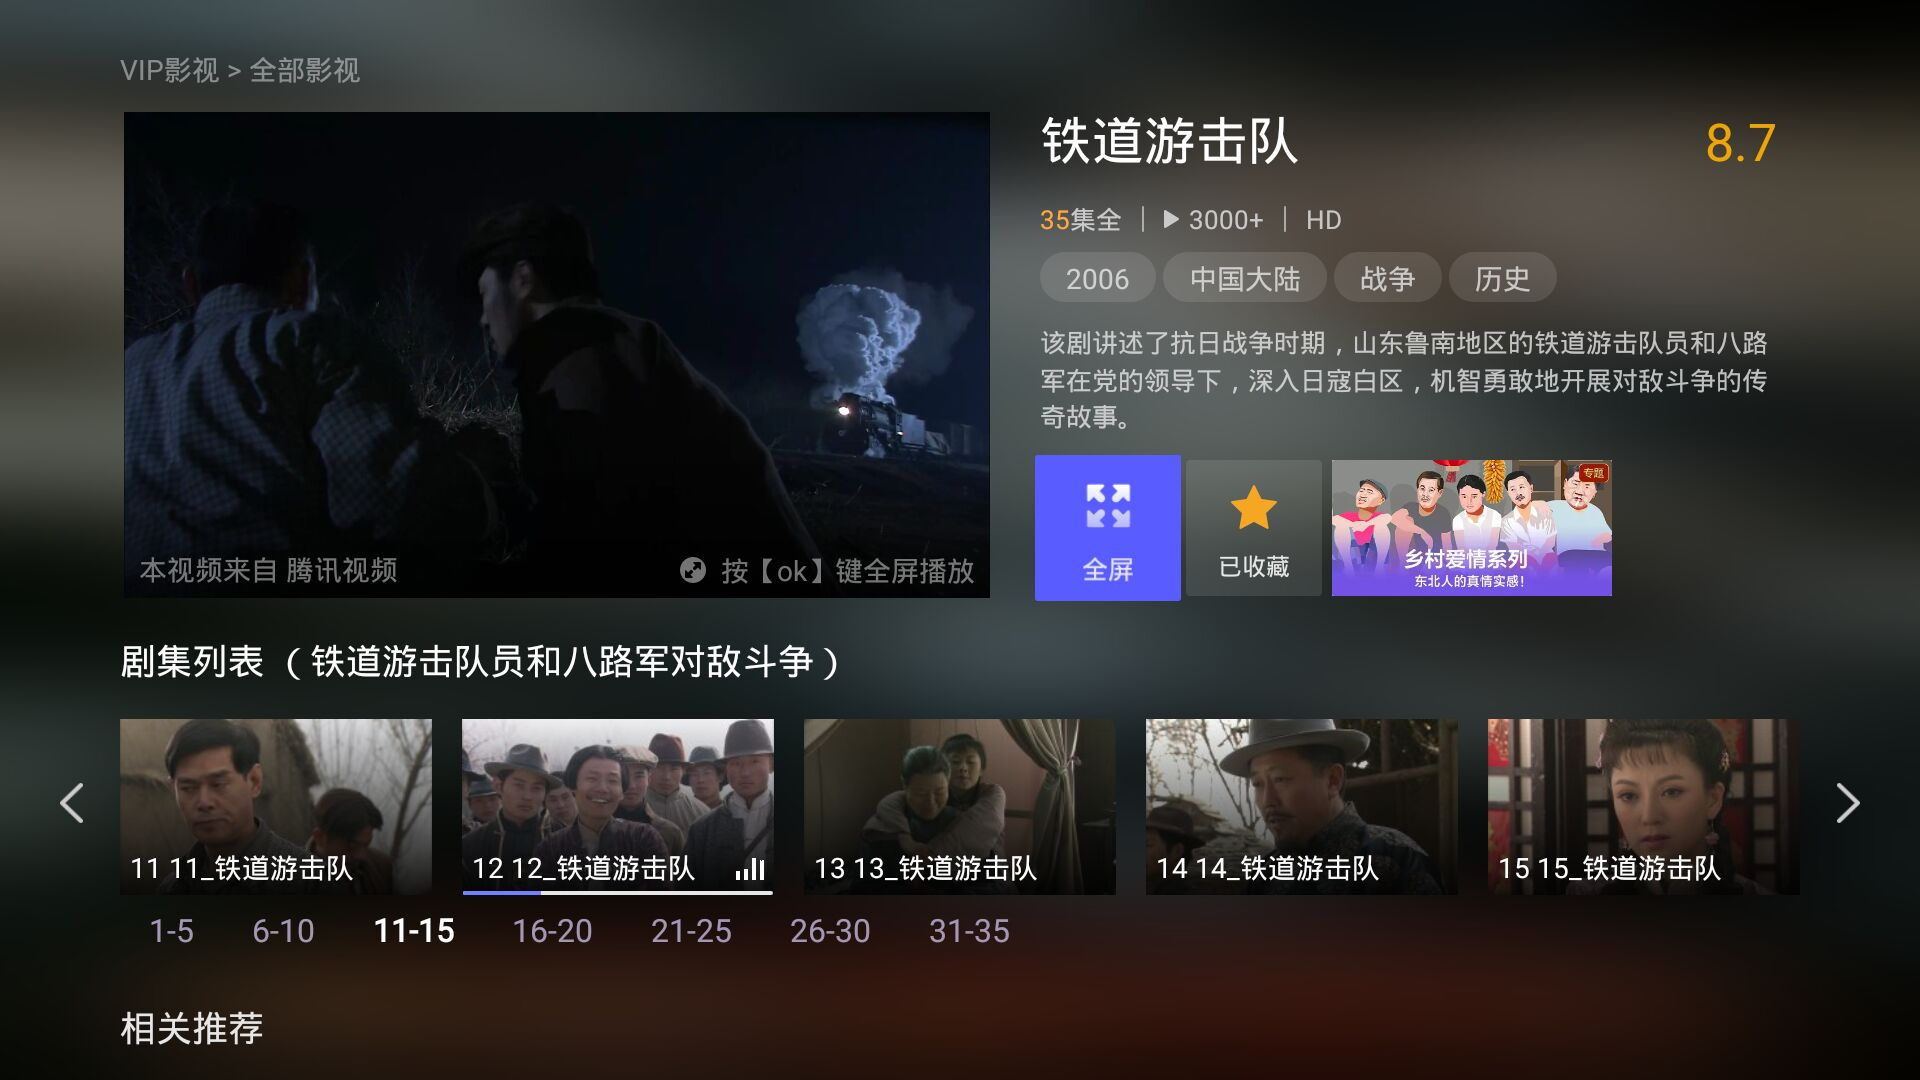 VIP影视 > 全部影视
铁道游击队
8.7
35集全 | 3000+ | HD
2006 中国大陆 战争 历史
该剧讲述了抗日战争时期，山东鲁南地区的铁道游击队员和八路
军在党的领导下，深入日寇白区，机智勇敢地开展对敌斗争的传
奇故事。
本视频来自 腾讯视频
按【ok】键全屏播放
全屏
已收藏
专题
乡村爱情系列
东北人的真情实感！
剧集列表（铁道游击队员和八路军对敌斗争）
11 11_铁道游击队
12 12_铁道游击队
13 13_铁道游击队
14 14_铁道游击队
15 15_铁道游击队
1-5 6-10 11-15 16-20 21-25 26-30 31-35
相关推荐